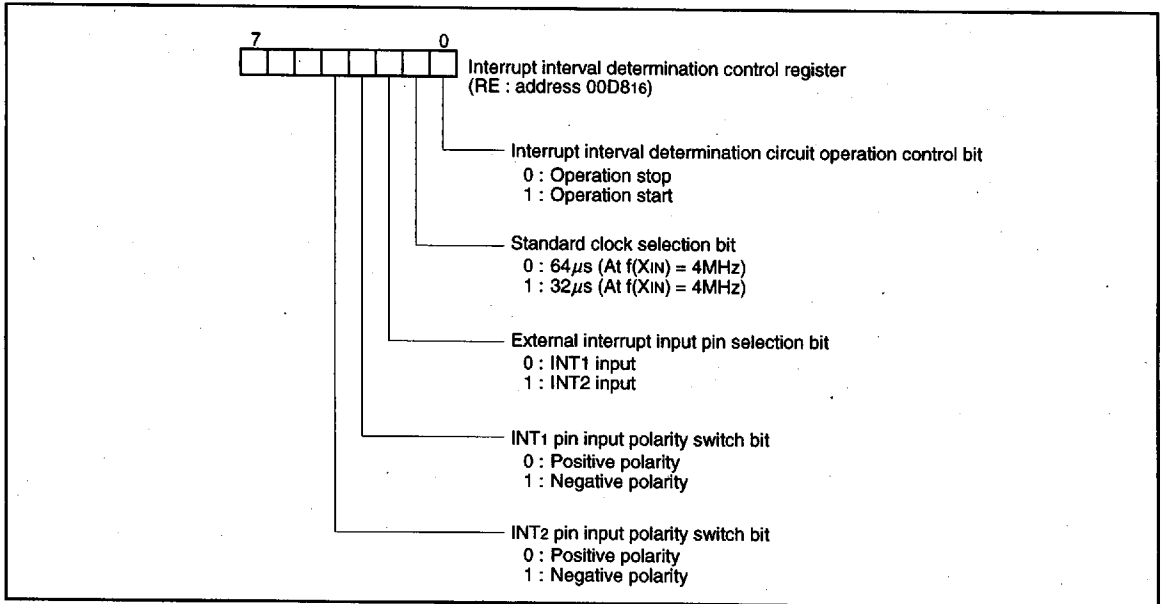 7 0
Interrupt interval determination control register
(RE : address 00D816)
Interrupt interval determination circuit operation control bit
0 : Operation stop
1 : Operation start
Standard clock selection bit
0 : 64μs (At f(XIN) = 4MHz)
1 : 32μs (At f(XIN) = 4MHz)
External interrupt input pin selection bit
0 : INT1 input
1 : INT2 input
INT1 pin input polarity switch bit
0 : Positive polarity
1 : Negative polarity
INT2 pin input polarity switch bit
0 : Positive polarity
1 : Negative polarity